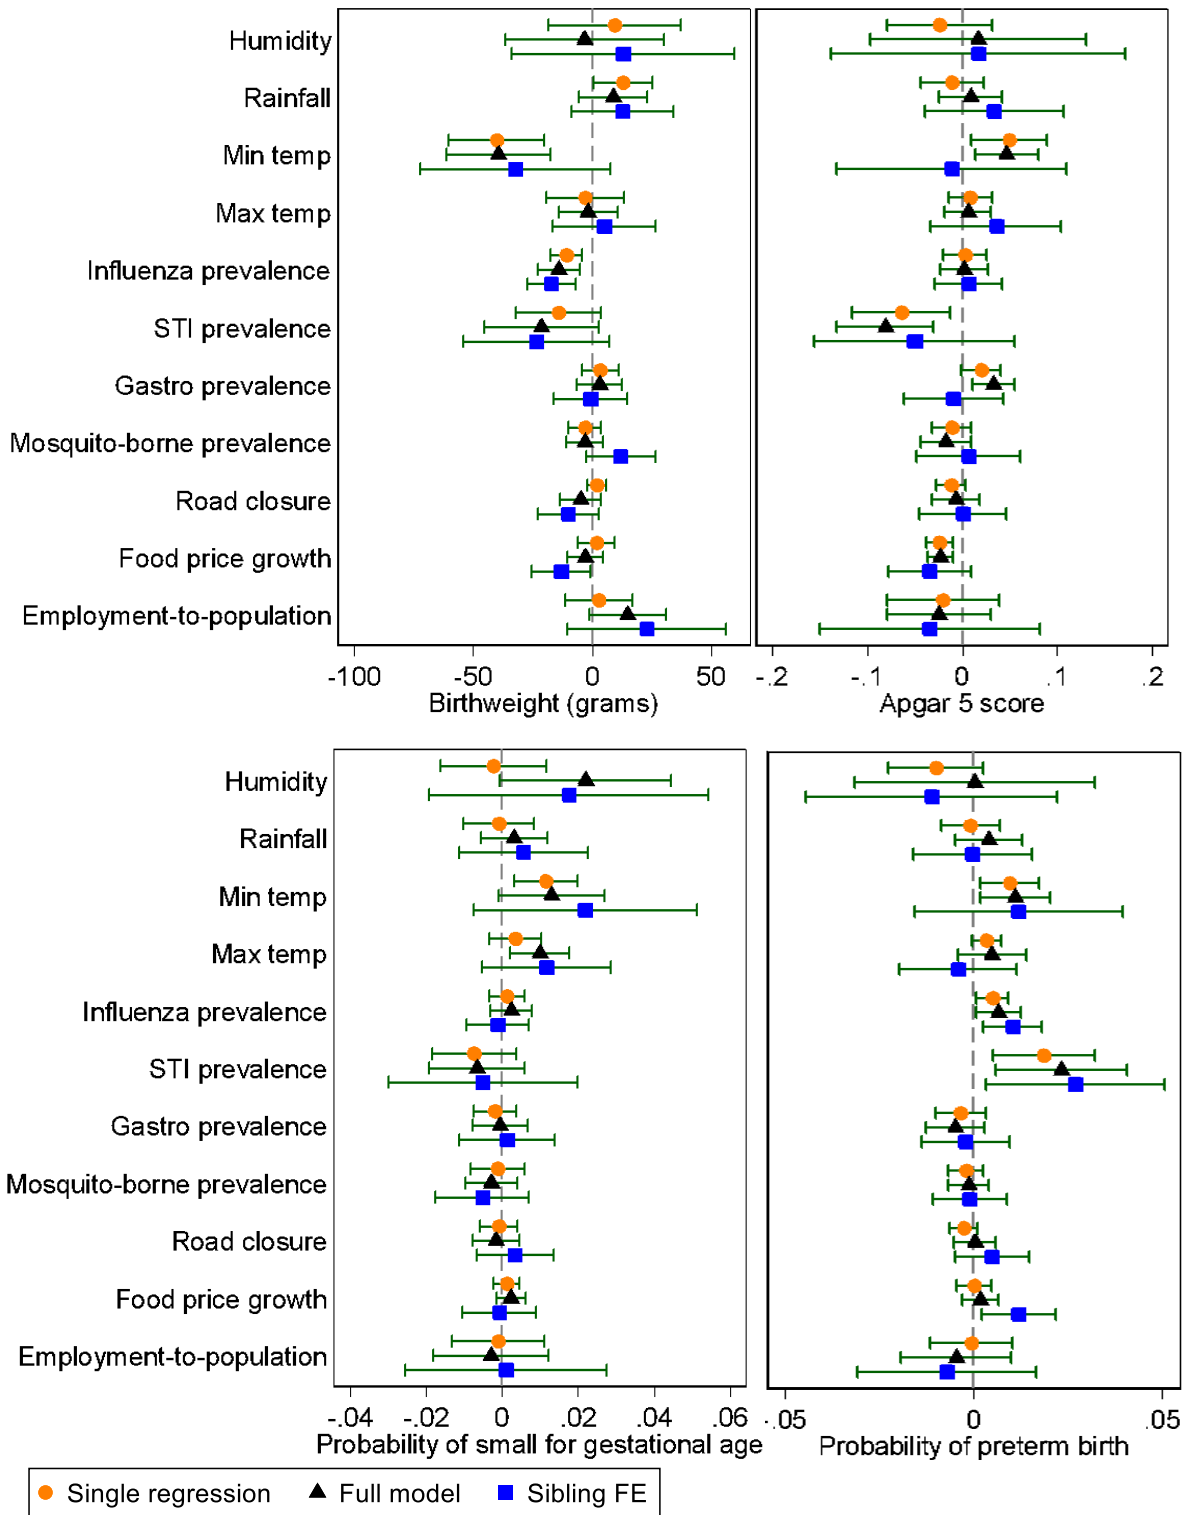 Humidity
Rainfall
Min temp
Max temp
Influenza prevalence
STI prevalence
Gastro prevalence
Mosquito-borne prevalence
Road closure
Food price growth
Employment-to-population
-100 -50 0 50
Birthweight (grams)
-.2 -.1 0 .1 .2
Apgar 5 score
Humidity
Rainfall
Min temp
Max temp
Influenza prevalence
STI prevalence
Gastro prevalence
Mosquito-borne prevalence
Road closure
Food price growth
Employment-to-population
-.04 -.02 0 .02 .04 .06
Probability of small for gestational age
-.05 0 .05
Probability of preterm birth
Single regression Full model Sibling FE